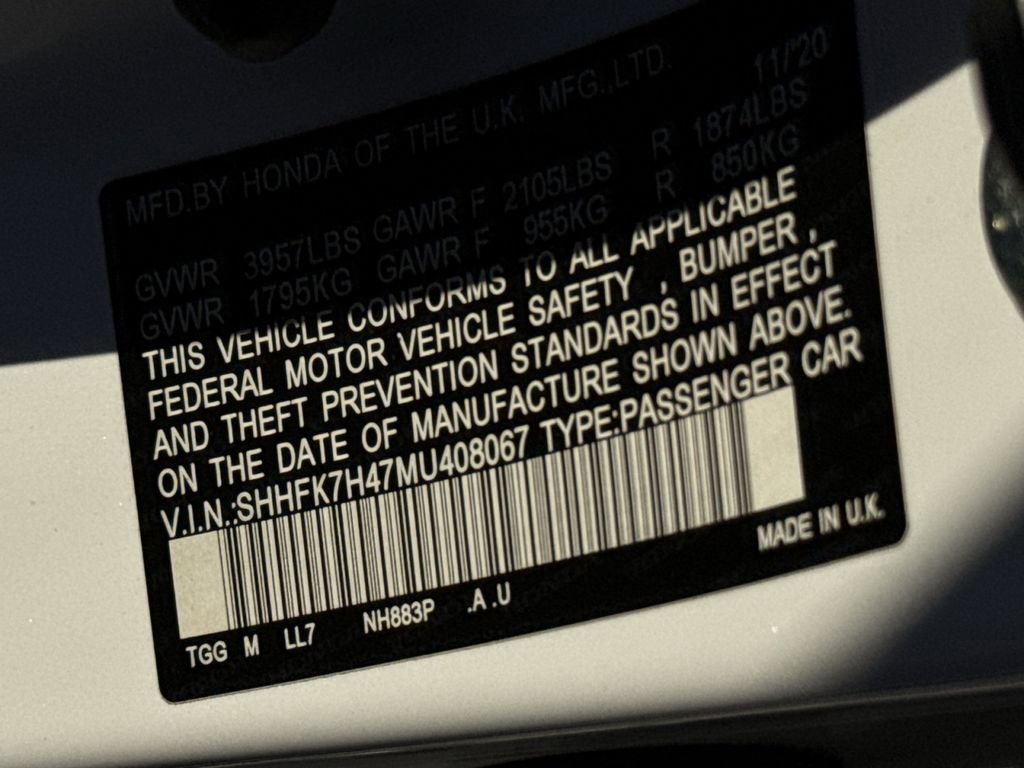 MFD.BY HONDA OF THE U.K. MFG.,LTD. 11/'20
GVWR 3957LBS GAWR F 2105LBS R 1874LBS
GVWR 1795KG GAWR F 955KG R 850KG
THIS VEHICLE CONFORMS TO ALL APPLICABLE
FEDERAL MOTOR VEHICLE SAFETY , BUMPER ,
AND THEFT PREVENTION STANDARDS IN EFFECT
ON THE DATE OF MANUFACTURE SHOWN ABOVE.
V.I.N.:SHHFK7H47MU408067 TYPE:PASSENGER CAR
TGG M LL7 NH883P .A .U MADE IN U.K.